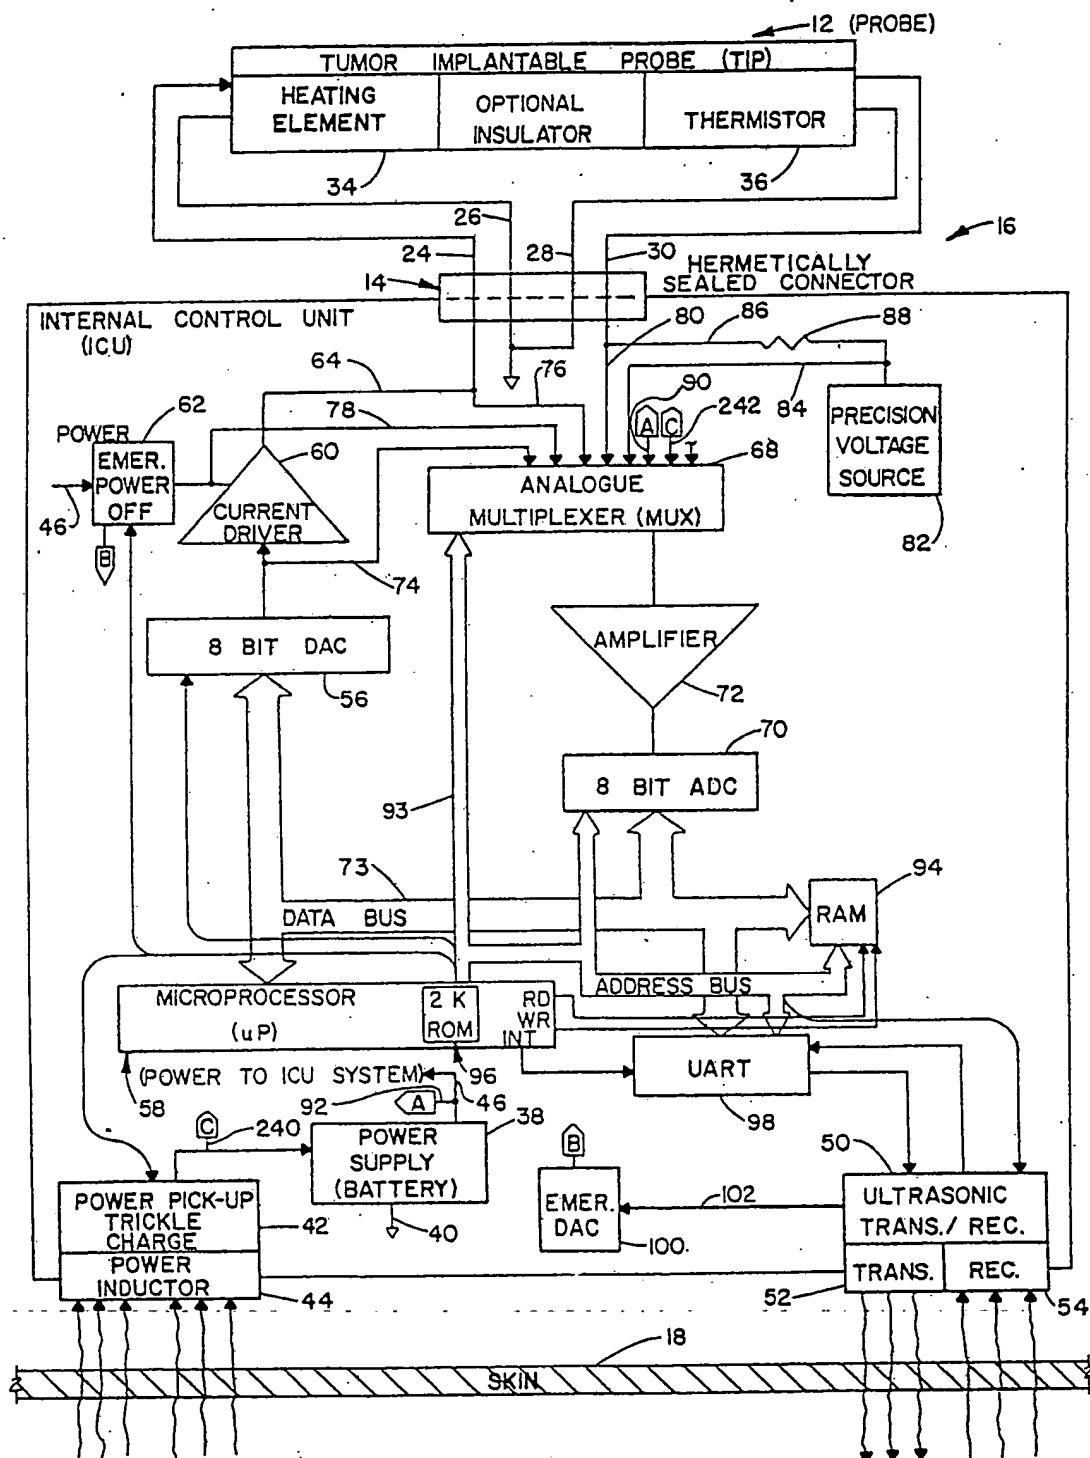 12 (PROBE)
TUMOR IMPLANTABLE PROBE (TIP)
HEATING
ELEMENT
OPTIONAL
INSULATOR
THERMISTOR
34
36
26
24
28
30
16
14
HERMETICALLY
SEALED CONNECTOR
INTERNAL CONTROL UNIT
(ICU)
80
86
88
64
76
90
62
78
A
C
242
84
POWER
60
68
PRECISION
VOLTAGE
SOURCE
EMER.
POWER
OFF
ANALOGUE
MULTIPLEXER (MUX)
46
CURRENT
DRIVER
82
B
74
8 BIT DAC
AMPLIFIER
56
72
70
8 BIT ADC
93
73
94
DATA BUS
RAM
ADDRESS BUS
MICROPROCESSOR
(uP)
2 K
ROM
RD
WR
INT
UART
(POWER TO ICU SYSTEM)
96
58
92
A
46
38
98
C
240
POWER
SUPPLY
(BATTERY)
B
50
POWER PICK-UP
TRICKLE
CHARGE
42
40
EMER.
DAC
102
ULTRASONIC
TRANS./ REC.
100.
POWER
INDUCTOR
44
TRANS.
REC.
52
54
18
SKIN